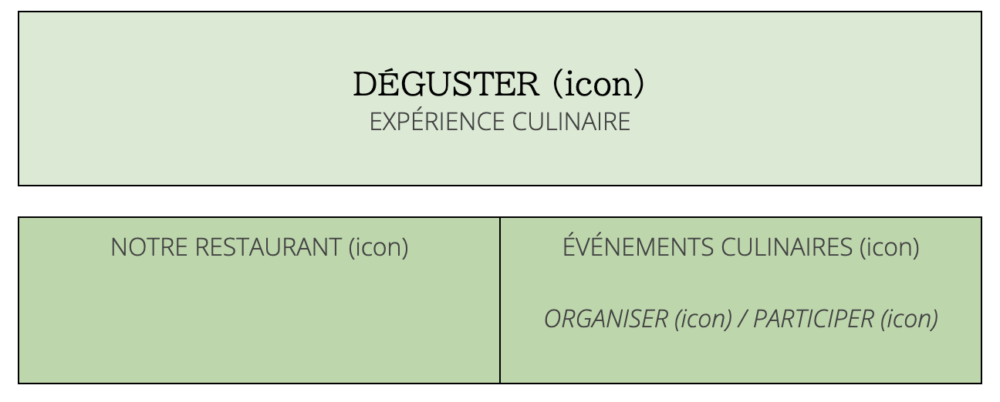 DÉGUSTER (icon)
EXPÉRIENCE CULINAIRE
NOTRE RESTAURANT (icon)
ÉVÉNEMENTS CULINAIRES (icon)
ORGANISER (icon) / PARTICIPER (icon)